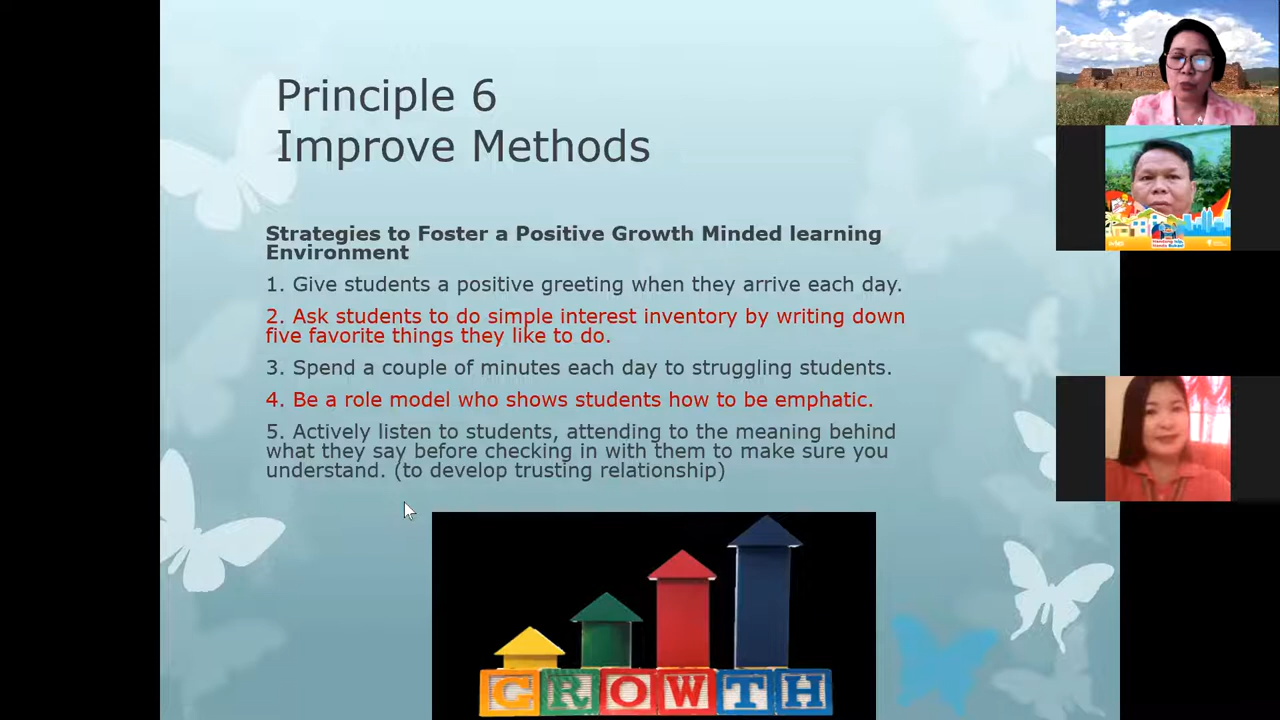 Principle 6
Improve Methods
Strategies to Foster a Positive Growth Minded learning
Environment
1. Give students a positive greeting when they arrive each day.
2. Ask students to do simple interest inventory by writing down
five favorite things they like to do.
3. Spend a couple of minutes each day to struggling students.
4. Be a role model who shows students how to be emphatic.
5. Actively listen to students, attending to the meaning behind
what they say before checking in with them to make sure you
understand. (to develop trusting relationship)
GROWTH